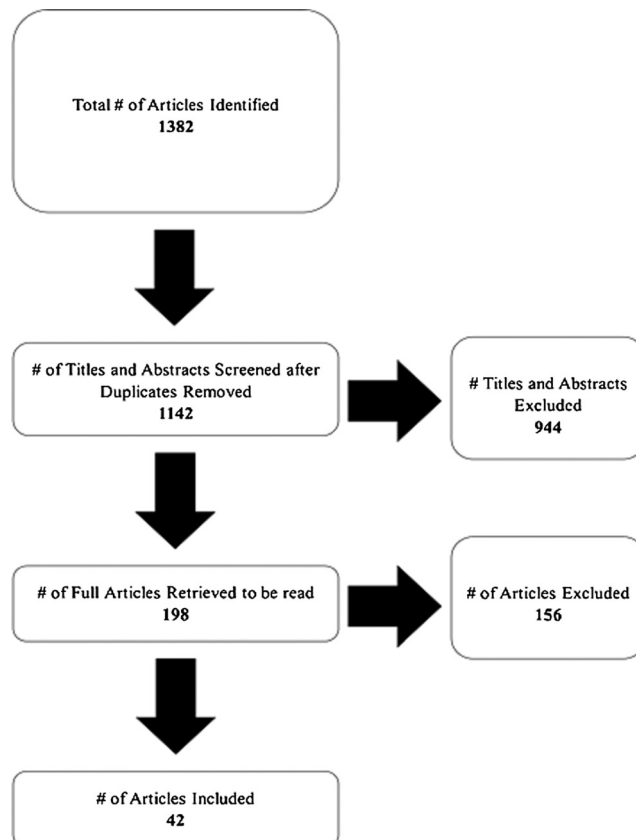 Total # of Articles Identified
1382
# of Titles and Abstracts Screened after
Duplicates Removed
1142
# Titles and Abstracts
Excluded
944
# of Full Articles Retrieved to be read
198
# of Articles Excluded
156
# of Articles Included
42